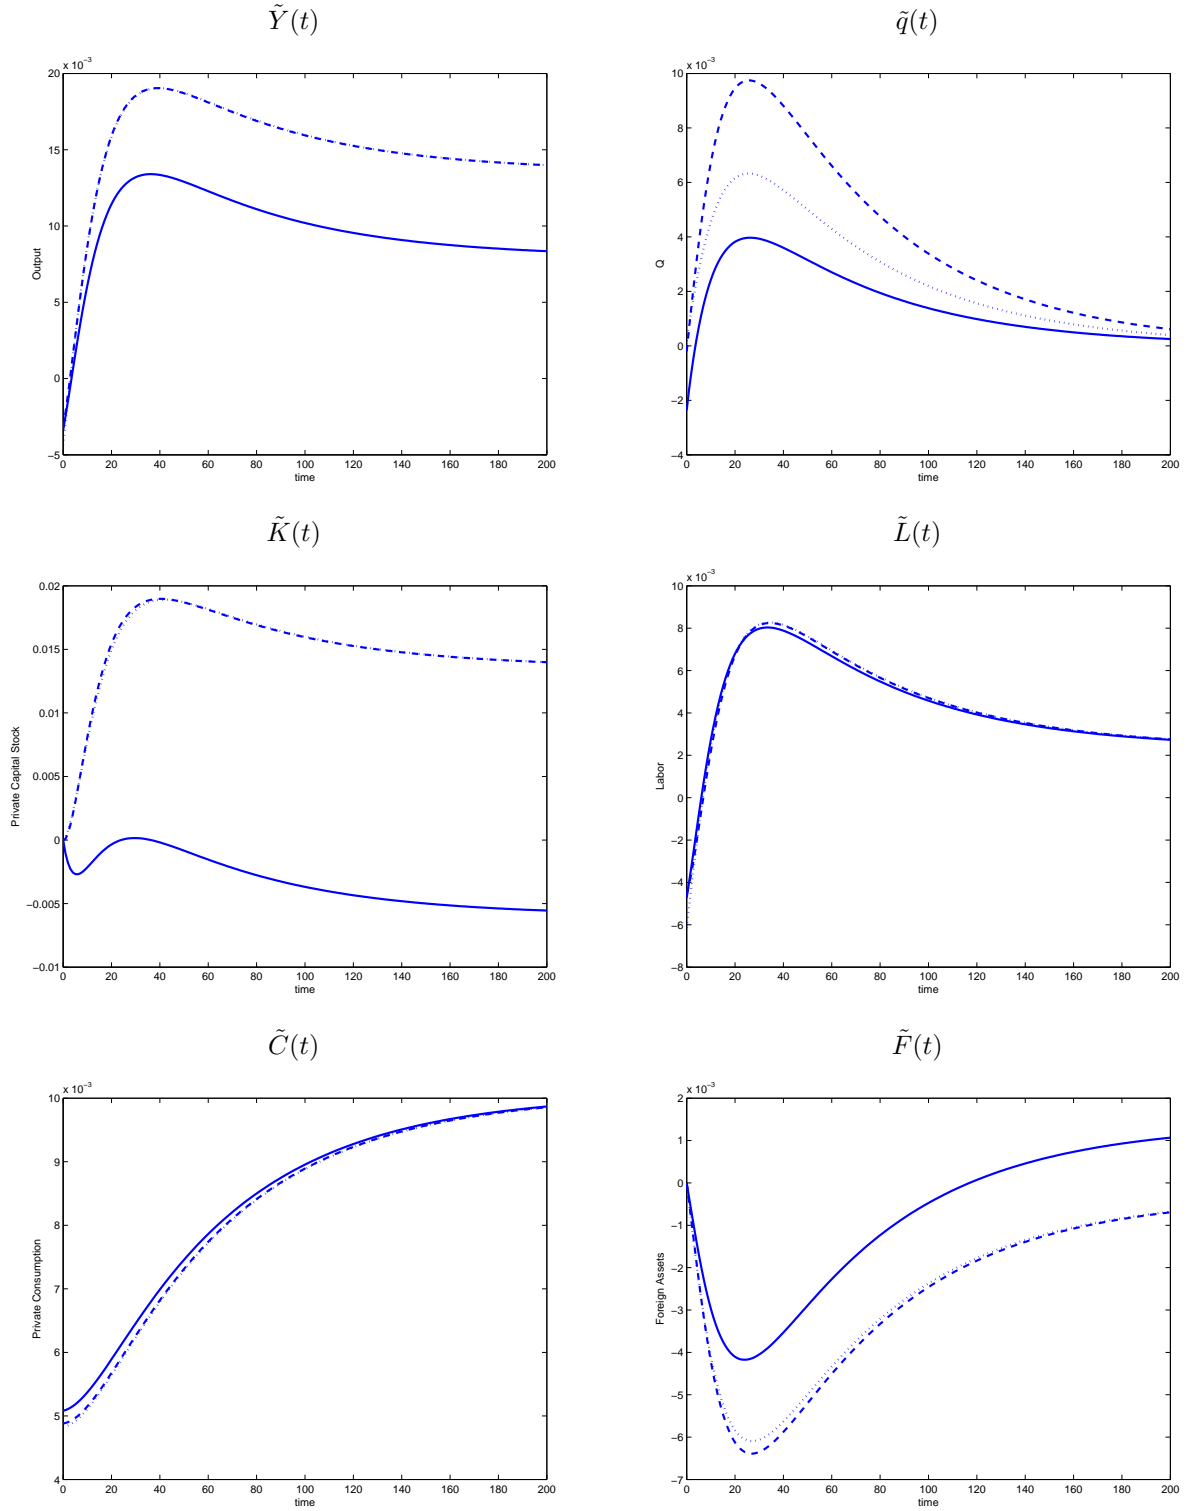 Ỹ(t)
q̃(t)
x 10⁻³
20
15
10
5
0
−5
Output
0 20 40 60 80 100 120 140 160 180 200
time
x 10⁻³
10
8
6
4
2
0
−2
−4
Q
0 20 40 60 80 100 120 140 160 180 200
time
K̃(t)
L̃(t)
0.02
0.015
0.01
0.005
0
−0.005
−0.01
Private Capital Stock
0 20 40 60 80 100 120 140 160 180 200
time
x 10⁻³
10
8
6
4
2
0
−2
−4
−6
−8
Labor
0 20 40 60 80 100 120 140 160 180 200
time
C̃(t)
F̃(t)
x 10⁻³
10
9
8
7
6
5
4
Private Consumption
0 20 40 60 80 100 120 140 160 180 200
time
x 10⁻³
2
1
0
−1
−2
−3
−4
−5
−6
−7
Foreign Assets
0 20 40 60 80 100 120 140 160 180 200
time